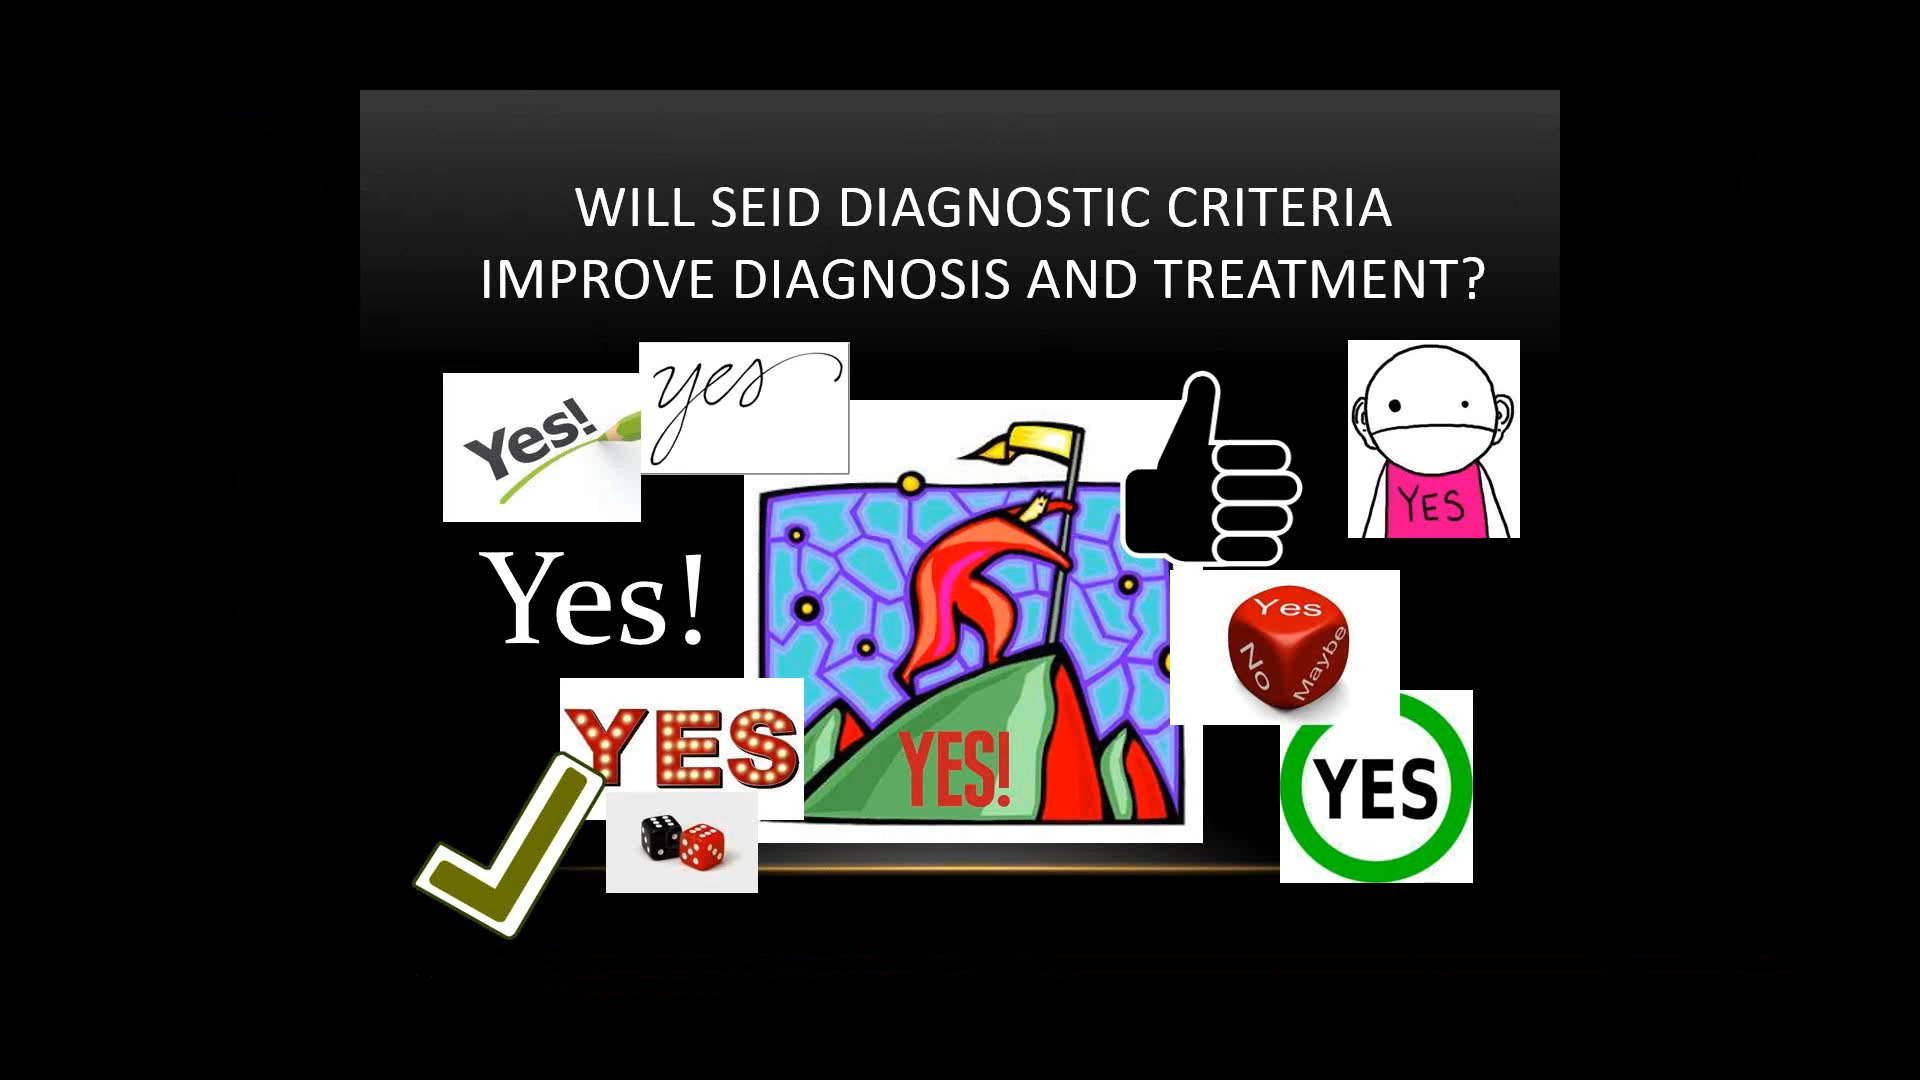 WILL SEID DIAGNOSTIC CRITERIA
IMPROVE DIAGNOSIS AND TREATMENT?
Yes!
yes
YES
Yes!
Yes
No
Maybe
YES
YES!
YES